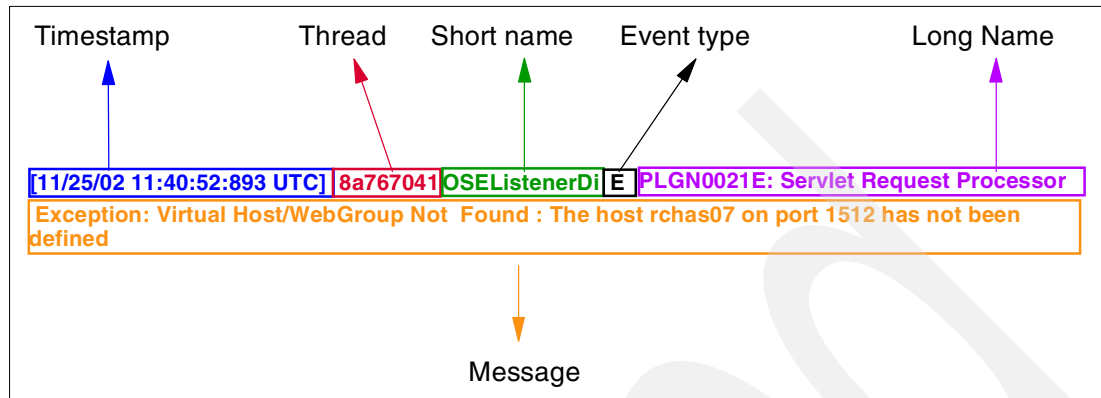 Timestamp Thread Short name Event type Long Name
[11/25/02 11:40:52:893 UTC] 8a767041 OSEListenerDi E PLGN0021E: Servlet Request Processor
Exception: Virtual Host/WebGroup Not Found : The host rchas07 on port 1512 has not been
defined
Message